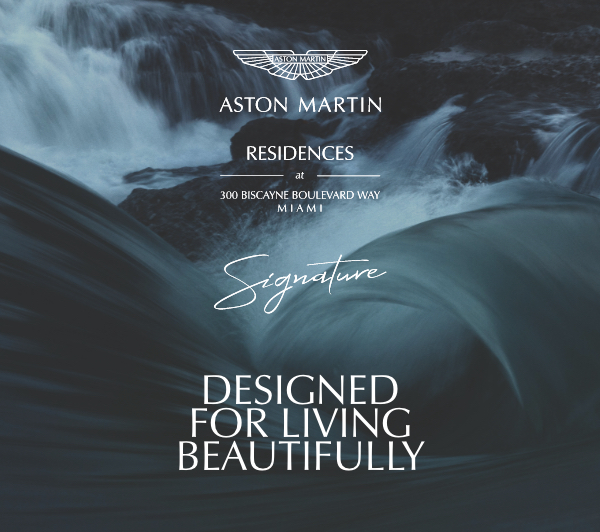 ASTON MARTIN
ASTON MARTIN
RESIDENCES
at
300 BISCAYNE BOULEVARD WAY
MIAMI
Signature
DESIGNED
FOR LIVING
BEAUTIFULLY